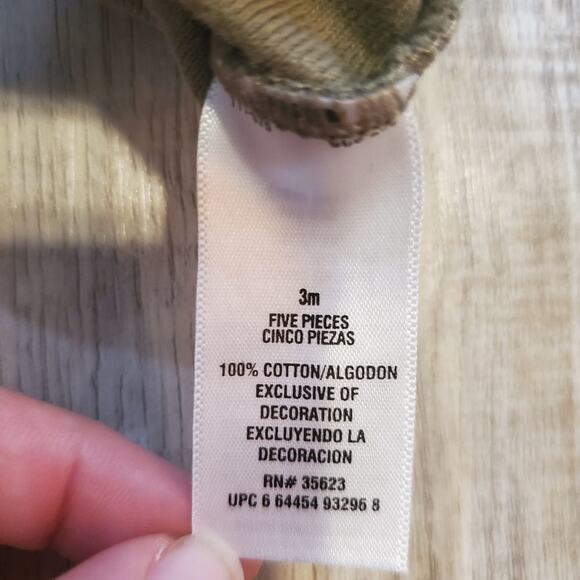 3m
FIVE PIECES
CINCO PIEZAS
100% COTTON/ALGODON
EXCLUSIVE OF
DECORATION
EXCLUYENDO LA
DECORACION
RN# 35623
UPC 6 64454 93296 8